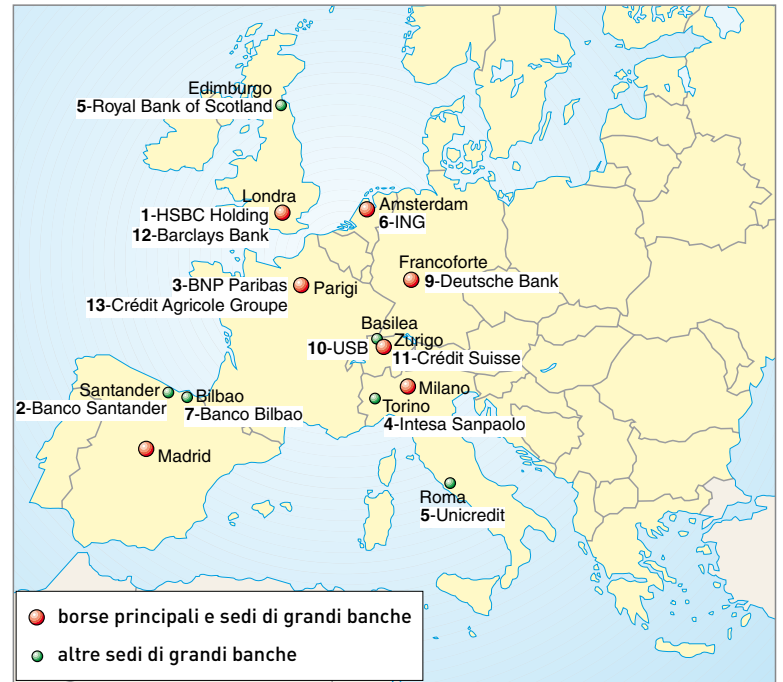 Edimburgo
5-Royal Bank of Scotland
Londra
1-HSBC Holding
12-Barclays Bank
Amsterdam
6-ING
Francoforte
9-Deutsche Bank
3-BNP Paribas
Parigi
13-Crédit Agricole Groupe
Basilea
Zurigo
10-USB
11-Crédit Suisse
Milano
Torino
4-Intesa Sanpaolo
Santander
2-Banco Santander
Bilbao
7-Banco Bilbao
Madrid
Roma
5-Unicredit
borse principali e sedi di grandi banche
altre sedi di grandi banche